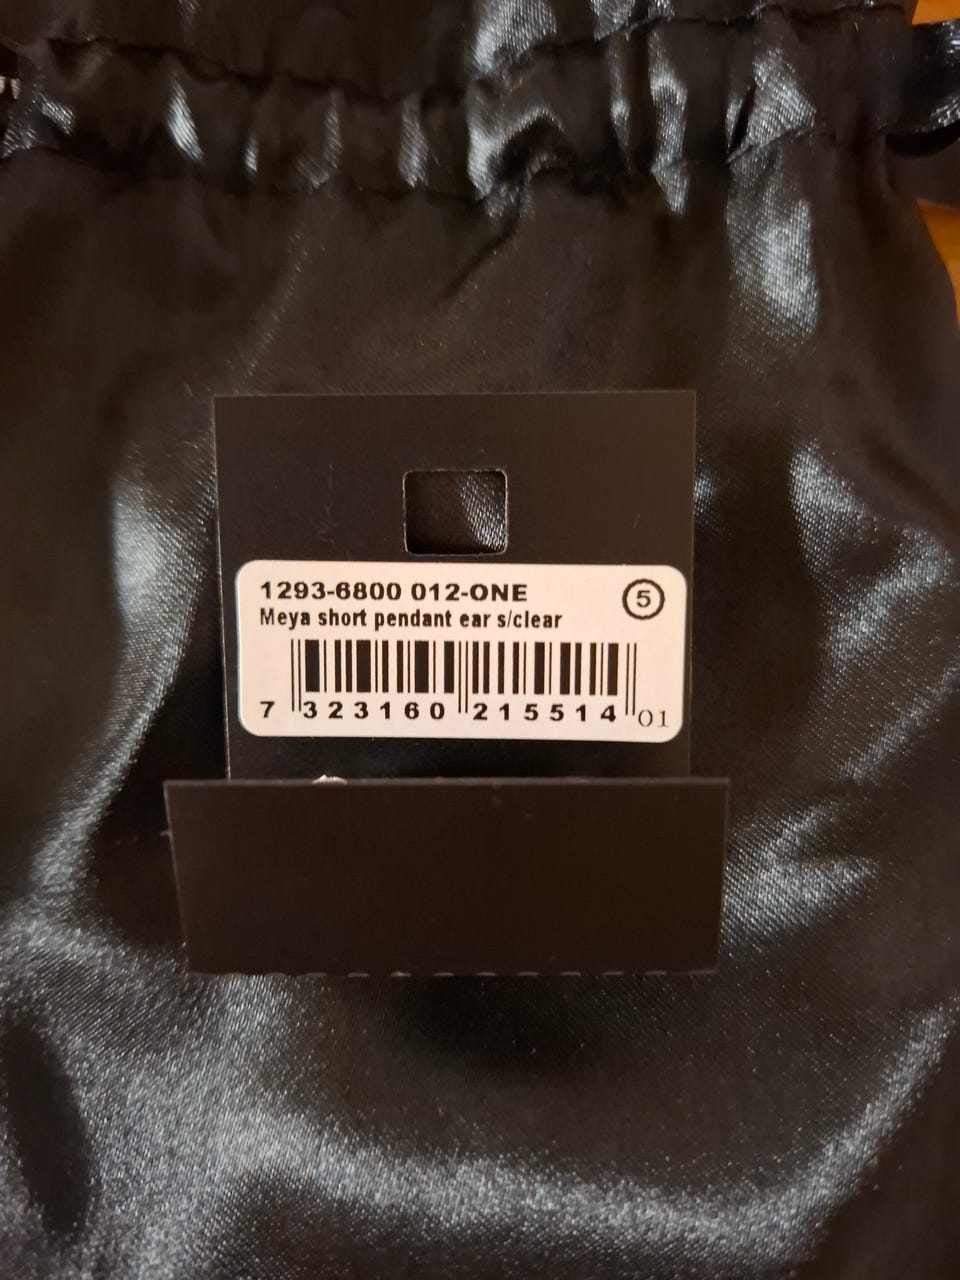 1293-6800 012-ONE
5
Meya short pendant ear s/clear
7 323160 215514 01